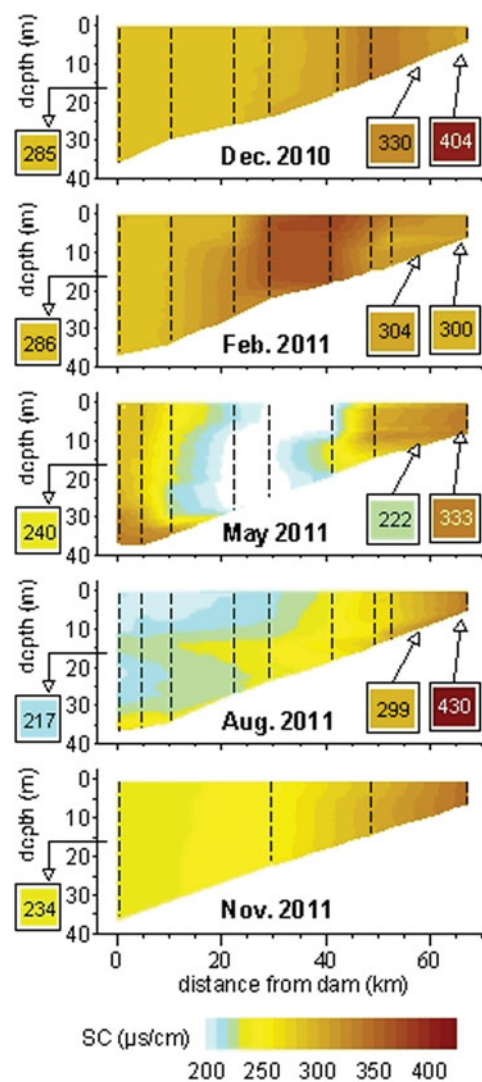 depth (m)
0
10
20
30
40
285
330
404
Dec. 2010
depth (m)
0
10
20
30
40
286
304
300
Feb. 2011
depth (m)
0
10
20
30
40
240
222
333
May 2011
depth (m)
0
10
20
30
40
217
299
430
Aug. 2011
depth (m)
0
10
20
30
40
234
Nov. 2011
0 20 40 60
distance from dam (km)
SC (µs/cm)
200 250 300 350 400